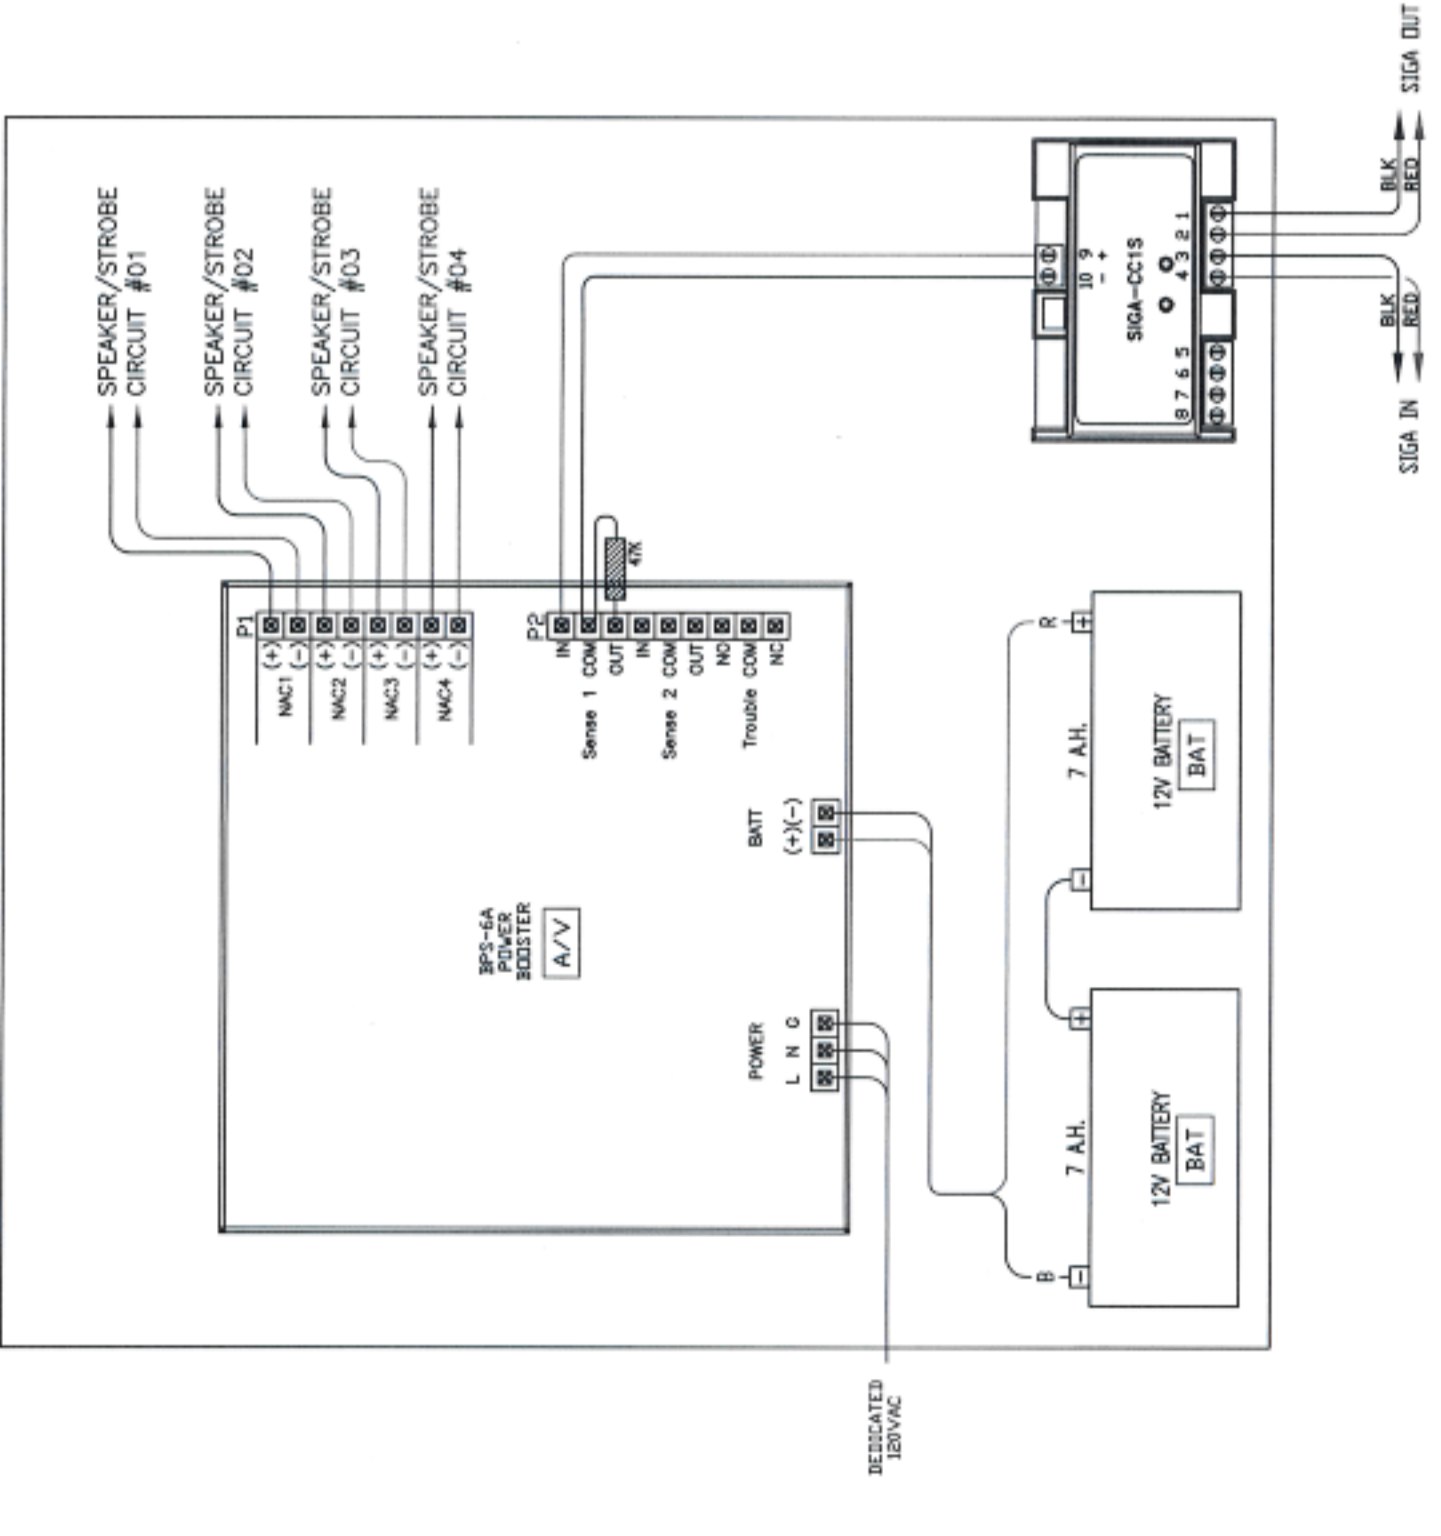 SPEAKER/STROBE
CIRCUIT #01
SPEAKER/STROBE
CIRCUIT #02
SPEAKER/STROBE
CIRCUIT #03
SPEAKER/STROBE
CIRCUIT #04
P1
(+)
(-)
(+)
(-)
(+)
(-)
(+)
(-)
NAC1
NAC2
NAC3
NAC4
P2
IN
Sense 1 COM
OUT
IN
Sense 2 COM
OUT
NO
Trouble COM
NC
47K
BPS-6A
POWER
BOOSTER
A/V
BATT
(+)(-)
POWER
L N G
DEDICATED
120VAC
10 9
- +
SIGA-CC1S
8 7 6 5 4 3 2 1
BLK
RED
SIGA OUT
BLK
RED
SIGA IN
B
-
7 A.H.
+
12V BATTERY
BAT
-
7 A.H.
R
+
12V BATTERY
BAT